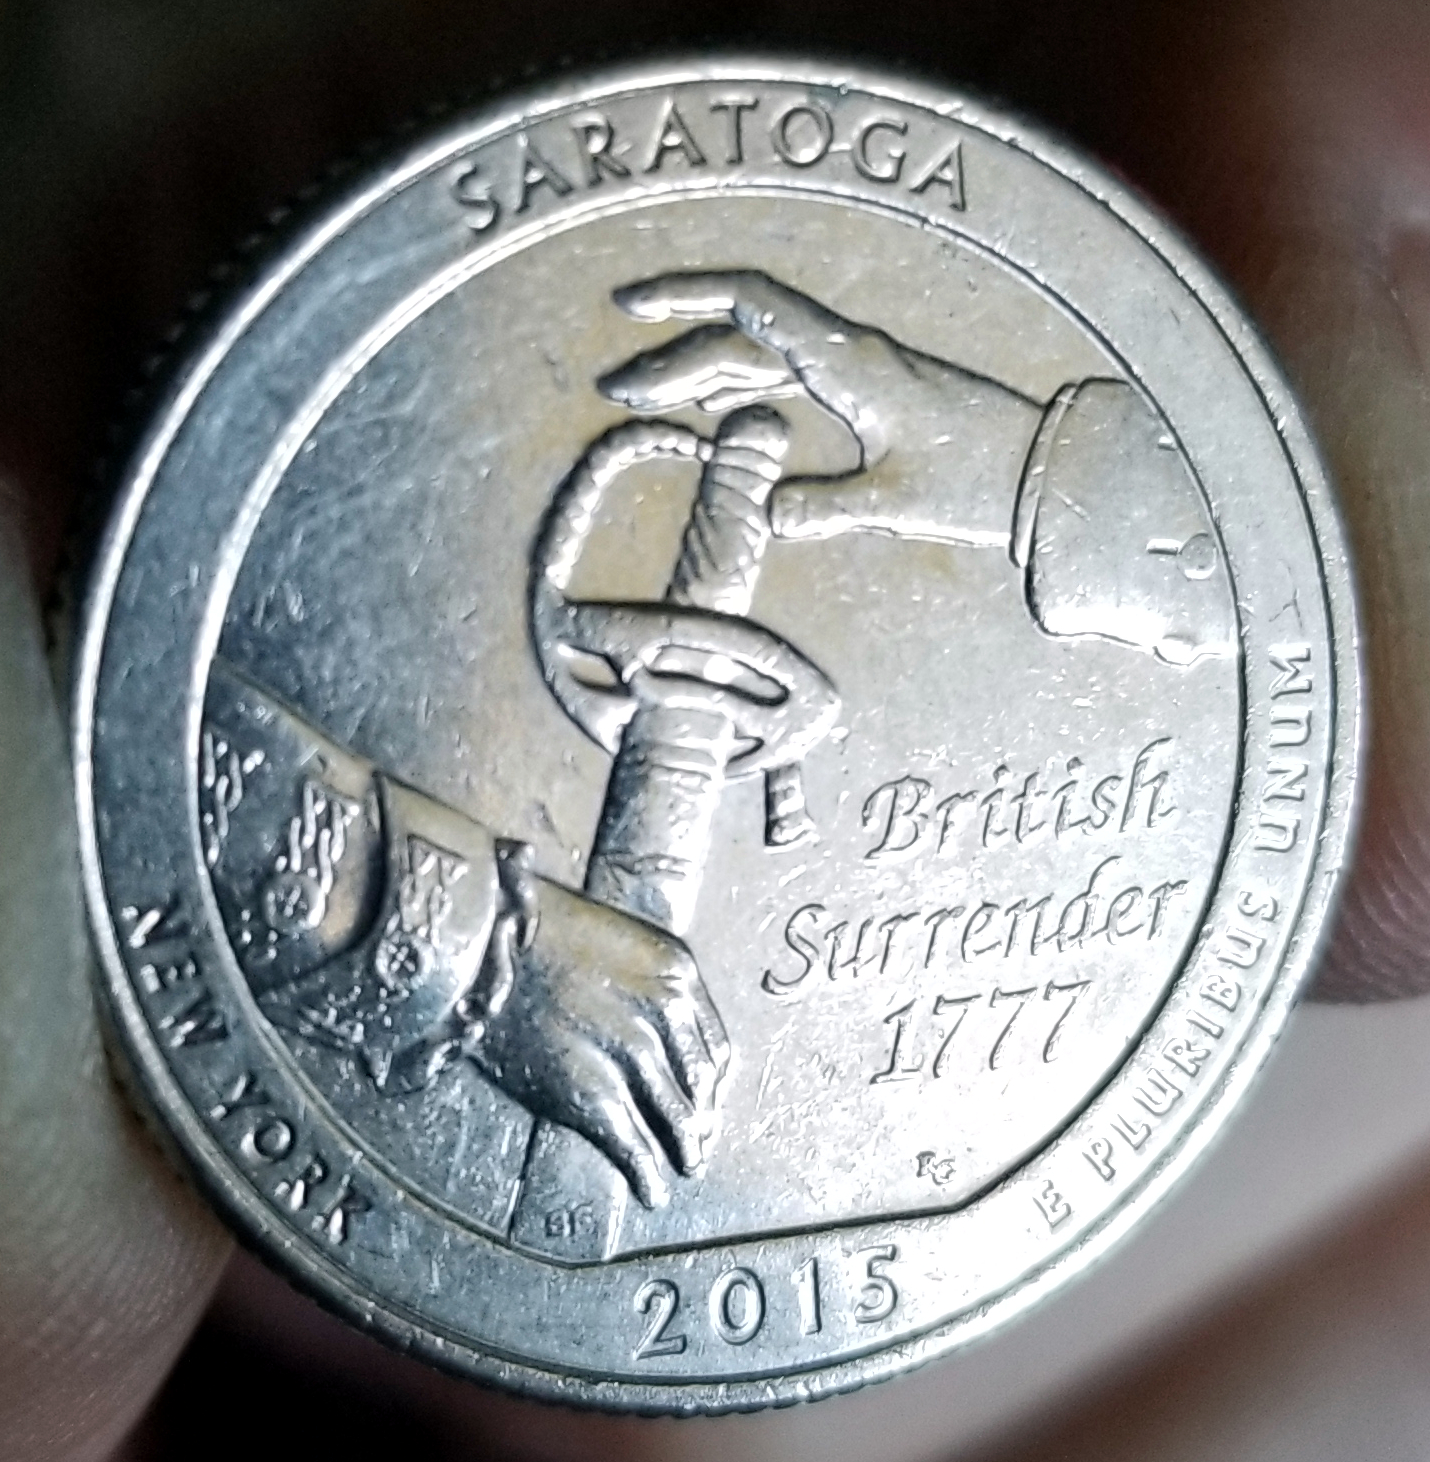 SARATOGA
British
Surrender
1777
NEW YORK
2015
E PLURIBUS UNUM